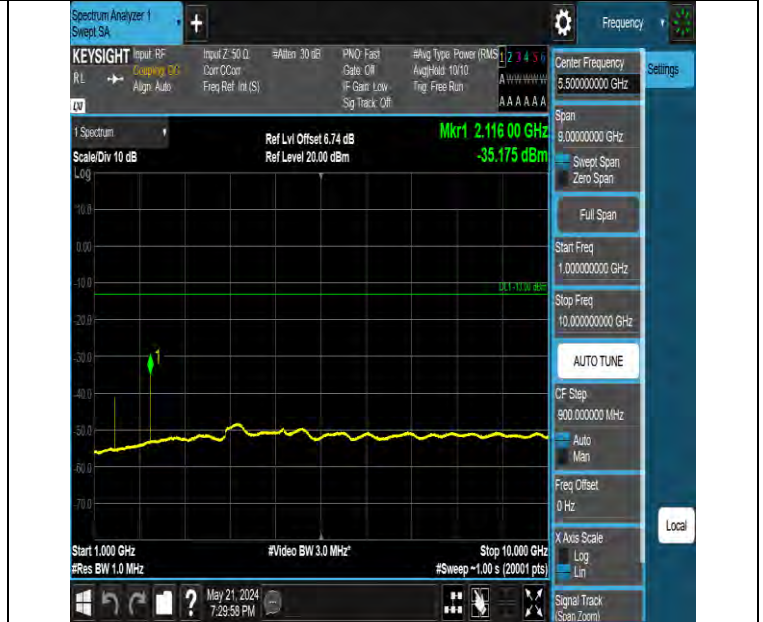 Spectrum Analyzer 1
Swept SA
+
Frequency
KEYSIGHT
RL
Input: RF
Coupling: DC
Align: Auto
Input Z: 50 Ω
Corr CCorr
Freq Ref: Int (S)
#Atten: 30 dB
PNO: Fast
Gate: Off
IF Gain: Low
Sig Track: Off
#Avg Type: Power (RMS
Avg|Hold: 10/10
Trig: Free Run
1 2 3 4 5 6
A W W W W W
A A A A A A
LXI
1 Spectrum
Scale/Div 10 dB
Log
Ref Lvl Offset 6.74 dB
Ref Level 20.00 dBm
Mkr1 2.116 00 GHz
-35.175 dBm
10.0
0.00
-10.0
-20.0
-30.0
-40.0
-50.0
-60.0
-70.0
DL1 -13.00 dBm
1
Start 1.000 GHz
#Res BW 1.0 MHz
#Video BW 3.0 MHz*
Stop 10.000 GHz
#Sweep ~1.00 s (20001 pts)
?
May 21, 2024
7:29:58 PM
Center Frequency
5.500000000 GHz
Settings
Span
9.00000000 GHz
Swept Span
Zero Span
Full Span
Start Freq
1.000000000 GHz
Stop Freq
10.000000000 GHz
AUTO TUNE
CF Step
900.000000 MHz
Auto
Man
Freq Offset
0 Hz
X Axis Scale
Log
Lin
Local
Signal Track
(Span Zoom)